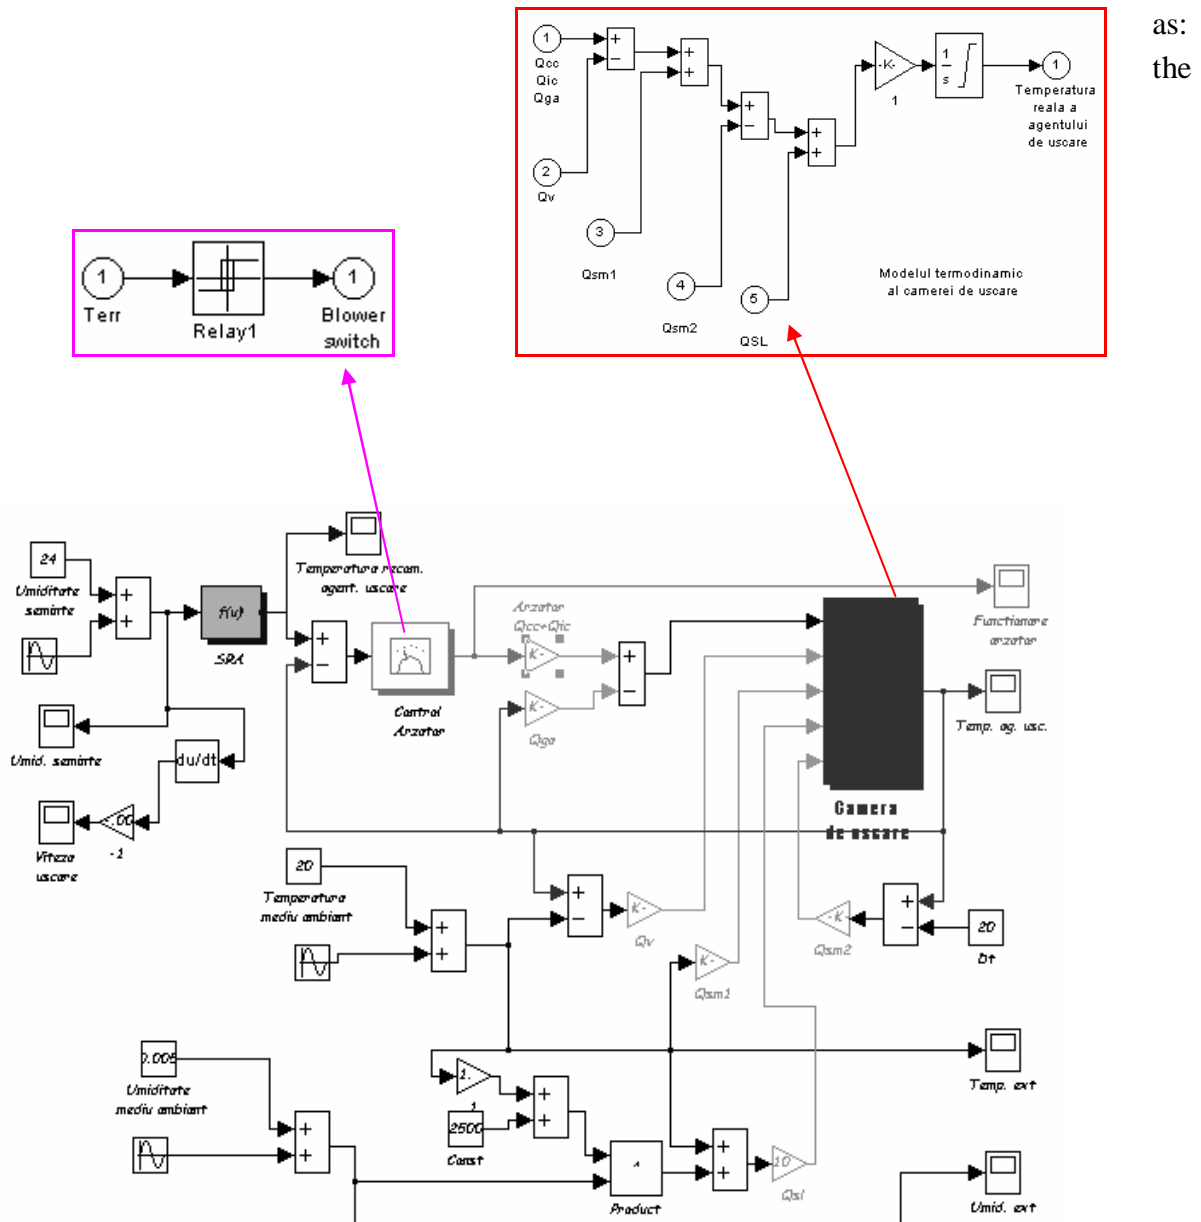 as:
the
1
Qcc
Qic
Qga
+
−
+
+
+
−
+
+
-K-
1
1
s
1
Temperatura
reala a
agentului
de uscare
2
Qv
3
Qsm1
4
Qsm2
5
QSL
Modelul termodinamic
al camerei de uscare
1
Terr
Relay1
1
Blower
switch
24
Umiditate
seminte
+
+
f(u)
SRA
Temperatura recom.
agent. uscare
+
−
Control
Arzator
Arzator
Qcc+Qic
K-
K-
Qga
+
−
Functionare
arzator
Temp. ag. usc.
Camera
de uscare
Umid. seminte
du/dt
-.00
-1
Viteza
uscare
20
Temperatura
mediu ambiant
+
+
+
−
K-
Qv
K-
Qsm1
-K-
Qsm2
+
−
20
Dt
0.005
Umiditate
mediu ambiant
+
+
1.
1
2500
Const
+
+
Product
+
+
10
Qsl
Temp. ext
Umid. ext